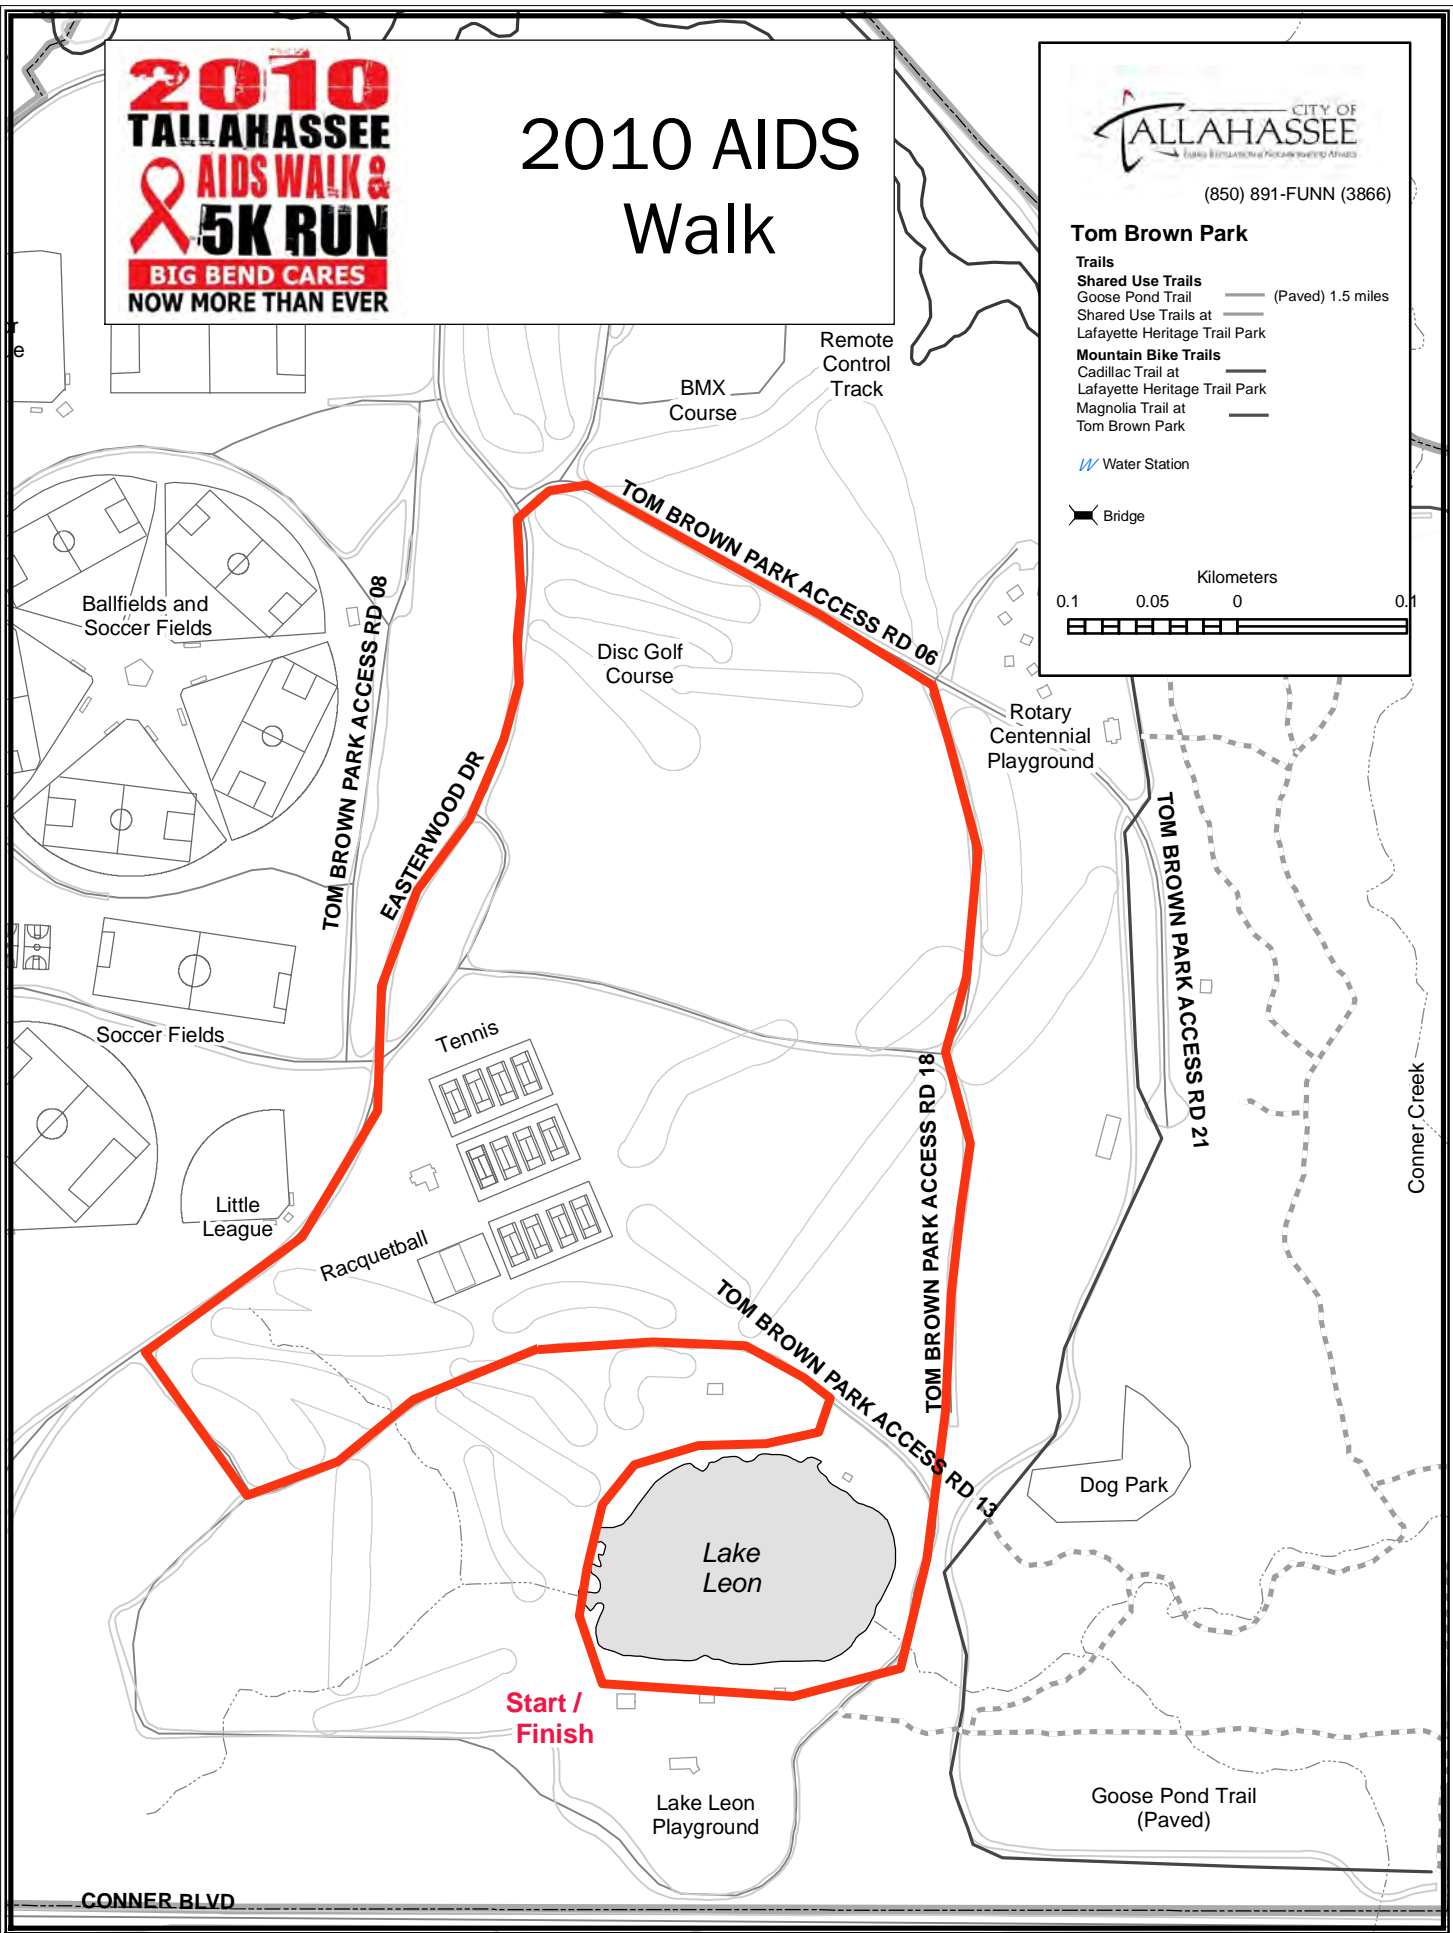 2010
TALLAHASSEE
AIDS WALK &
5K RUN
BIG BEND CARES
NOW MORE THAN EVER
2010 AIDS
Walk
CITY OF
TALLAHASSEE
(850) 891-FUNN (3866)
Tom Brown Park
Trails
Shared Use Trails
Goose Pond Trail (Paved) 1.5 miles
Shared Use Trails at
Lafayette Heritage Trail Park
Mountain Bike Trails
Cadillac Trail at
Lafayette Heritage Trail Park
Magnolia Trail at
Tom Brown Park
W Water Station
Bridge
Kilometers
0.1 0.05 0 0.1
Remote
Control
Track
BMX
Course
TOM BROWN PARK ACCESS RD 06
Ballfields and
Soccer Fields
TOM BROWN PARK ACCESS RD 08
Disc Golf
Course
Rotary
Centennial
Playground
EASTERWOOD DR
TOM BROWN PARK ACCESS RD 21
Soccer Fields
Tennis
TOM BROWN PARK ACCESS RD 18
Conner Creek
Little
League
Racquetball
TOM BROWN PARK ACCESS RD 13
Dog Park
Lake
Leon
Start /
Finish
Lake Leon
Playground
Goose Pond Trail
(Paved)
CONNER BLVD